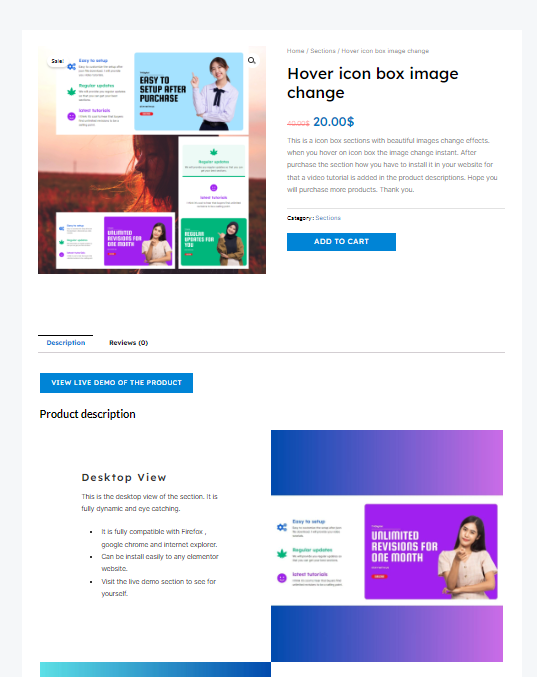 Home / Sections / Hover icon box image change
Sale!
Hover icon box image
change
40.00$ 20.00$
This is a icon box sections with beautiful images change effects.
when you hover on icon box the image change instant. After
purchase the section how you have to install it in your website for
that a video tutorial is added in the product descriptions. Hope you
will purchase more products. Thank you.
Category: Sections
ADD TO CART
Easy to setup
Regular updates
latest tutorials
EASY TO
SETUP AFTER
PURCHASE
Regular updates
latest tutorials
Easy to setup
Regular updates
latest tutorials
UNLIMITED
REVISIONS FOR
ONE MONTH
REGULAR
UPDATES FOR
YOU
Description
Reviews (0)
VIEW LIVE DEMO OF THE PRODUCT
Product description
Desktop View
This is the desktop view of the section. It is
fully dynamic and eye catching.
It is fully compatible with Firefox ,
google chrome and internet explorer.
Can be install easily to any elementor
website.
Visit the live demo section to see for
yourself.
Easy to setup
Regular updates
latest tutorials
UNLIMITED
REVISIONS FOR
ONE MONTH